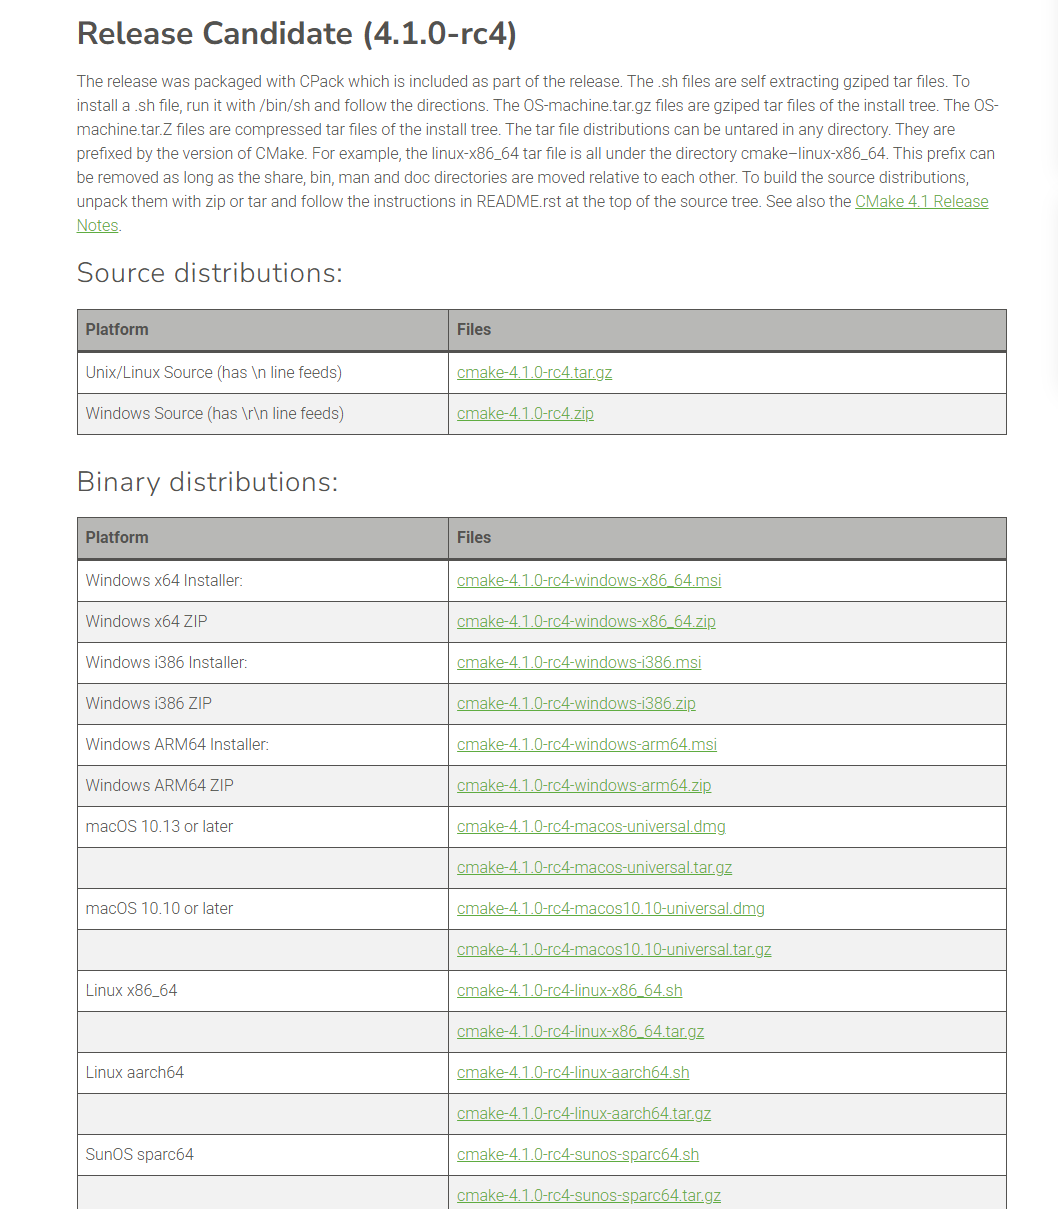 Release Candidate (4.1.0-rc4)
The release was packaged with CPack which is included as part of the release. The .sh files are self extracting gziped tar files. To
install a .sh file, run it with /bin/sh and follow the directions. The OS-machine.tar.gz files are gziped tar files of the install tree. The OS-
machine.tar.Z files are compressed tar files of the install tree. The tar file distributions can be untared in any directory. They are
prefixed by the version of CMake. For example, the linux-x86_64 tar file is all under the directory cmake–linux-x86_64. This prefix can
be removed as long as the share, bin, man and doc directories are moved relative to each other. To build the source distributions,
unpack them with zip or tar and follow the instructions in README.rst at the top of the source tree. See also the CMake 4.1 Release
Notes.
Source distributions:
Platform Files
Unix/Linux Source (has \n line feeds) cmake-4.1.0-rc4.tar.gz
Windows Source (has \r\n line feeds) cmake-4.1.0-rc4.zip
Binary distributions:
Platform Files
Windows x64 Installer: cmake-4.1.0-rc4-windows-x86_64.msi
Windows x64 ZIP cmake-4.1.0-rc4-windows-x86_64.zip
Windows i386 Installer: cmake-4.1.0-rc4-windows-i386.msi
Windows i386 ZIP cmake-4.1.0-rc4-windows-i386.zip
Windows ARM64 Installer: cmake-4.1.0-rc4-windows-arm64.msi
Windows ARM64 ZIP cmake-4.1.0-rc4-windows-arm64.zip
macOS 10.13 or later cmake-4.1.0-rc4-macos-universal.dmg
cmake-4.1.0-rc4-macos-universal.tar.gz
macOS 10.10 or later cmake-4.1.0-rc4-macos10.10-universal.dmg
cmake-4.1.0-rc4-macos10.10-universal.tar.gz
Linux x86_64 cmake-4.1.0-rc4-linux-x86_64.sh
cmake-4.1.0-rc4-linux-x86_64.tar.gz
Linux aarch64 cmake-4.1.0-rc4-linux-aarch64.sh
cmake-4.1.0-rc4-linux-aarch64.tar.gz
SunOS sparc64 cmake-4.1.0-rc4-sunos-sparc64.sh
cmake-4.1.0-rc4-sunos-sparc64.tar.gz